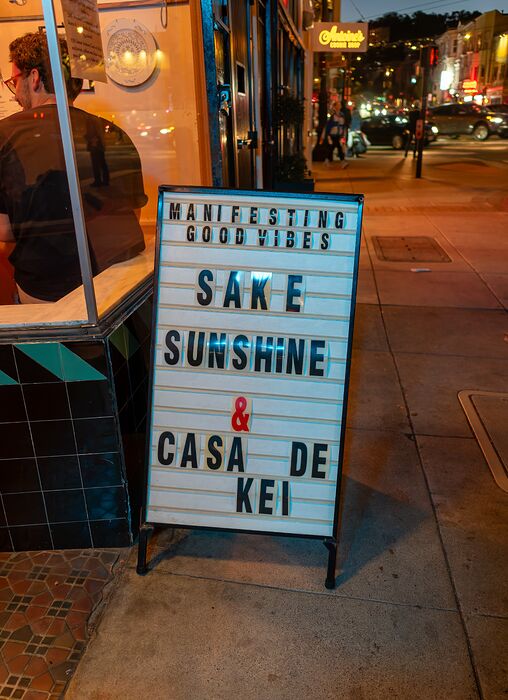 MANIFESTING
GOOD VIBES
SAKE
SUNSHINE
&
CASA DE
KEI